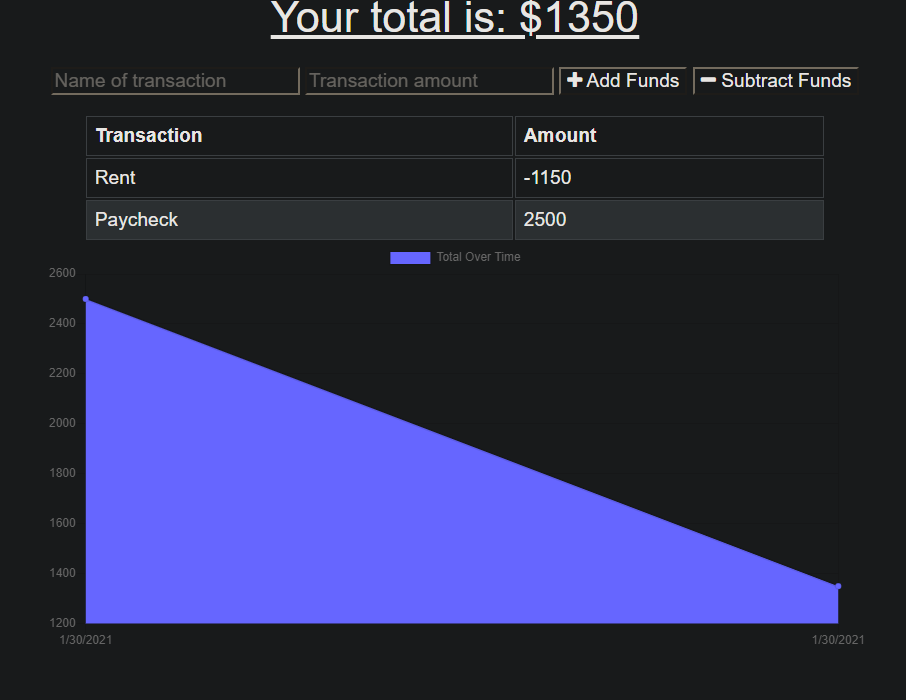 Your total is: $1350
Name of transaction Transaction amount Add Funds Subtract Funds
Transaction Amount
Rent -1150
Paycheck 2500
Total Over Time
2600
2400
2200
2000
1800
1600
1400
1200
1/30/2021 1/30/2021